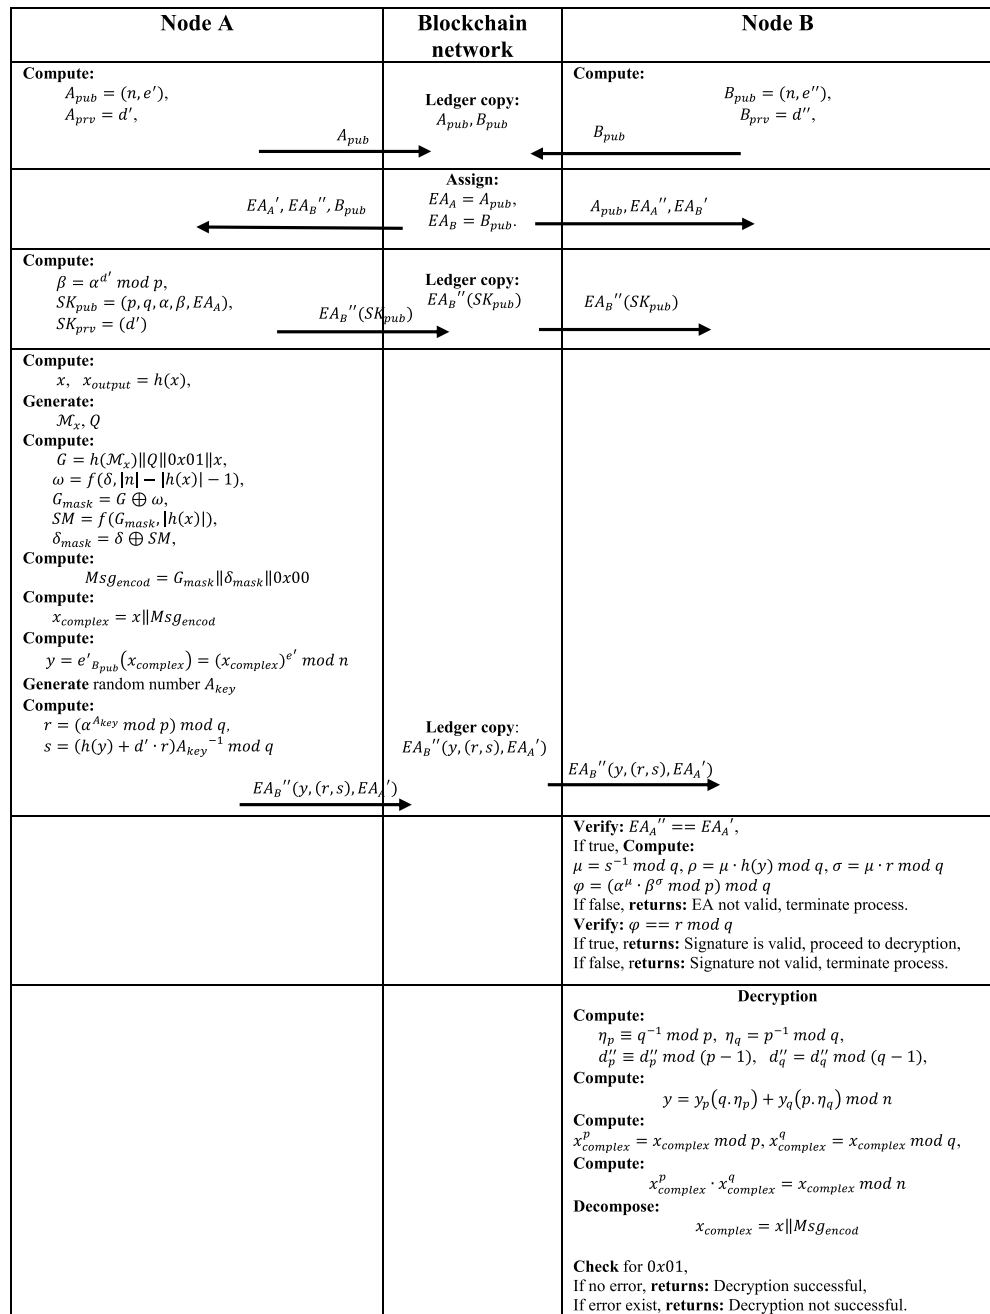 Node A
Blockchain
network
Node B
Compute:
A_pub = (n, e′),
A_prv = d′,
A_pub
Ledger copy:
A_pub, B_pub
Compute:
B_pub = (n, e′′),
B_prv = d′′,
B_pub
EA_A′, EA_B′′, B_pub
Assign:
EA_A = A_pub,
EA_B = B_pub.
A_pub, EA_A′′, EA_B′
Compute:
β = α^d′ mod p,
SK_pub = (p, q, α, β, EA_A),
SK_prv = (d′)
EA_B′′(SK_pub)
Ledger copy:
EA_B′′(SK_pub)
EA_B′′(SK_pub)
Compute:
x, x_output = h(x),
Generate:
ℳ_x, Q
Compute:
G = h(ℳ_x)‖Q‖0x01‖x,
ω = f(δ, |n| − |h(x)| − 1),
G_mask = G ⊕ ω,
SM = f(G_mask, |h(x)|),
δ_mask = δ ⊕ SM,
Compute:
Msg_encod = G_mask‖δ_mask‖0x00
Compute:
x_complex = x‖Msg_encod
Compute:
y = e′_B_pub(x_complex) = (x_complex)^e′ mod n
Generate random number A_key
Compute:
r = (α^A_key mod p) mod q,
s = (h(y) + d′ · r)A_key^−1 mod q
EA_B′′(y, (r, s), EA_A′)
Ledger copy:
EA_B′′(y, (r, s), EA_A′)
EA_B′′(y, (r, s), EA_A′)
Verify: EA_A′′ == EA_A′,
If true, Compute:
μ = s^−1 mod q, ρ = μ · h(y) mod q, σ = μ · r mod q
φ = (α^μ · β^σ mod p) mod q
If false, returns: EA not valid, terminate process.
Verify: φ == r mod q
If true, returns: Signature is valid, proceed to decryption,
If false, returns: Signature not valid, terminate process.
Decryption
Compute:
η_p ≡ q^−1 mod p, η_q = p^−1 mod q,
d′′_p ≡ d′′_p mod (p − 1), d′′_q = d′′_q mod (q − 1),
Compute:
y = y_p(q.η_p) + y_q(p.η_q) mod n
Compute:
x^p_complex = x_complex mod p, x^q_complex = x_complex mod q,
Compute:
x^p_complex · x^q_complex = x_complex mod n
Decompose:
x_complex = x‖Msg_encod
Check for 0x01,
If no error, returns: Decryption successful,
If error exist, returns: Decryption not successful.